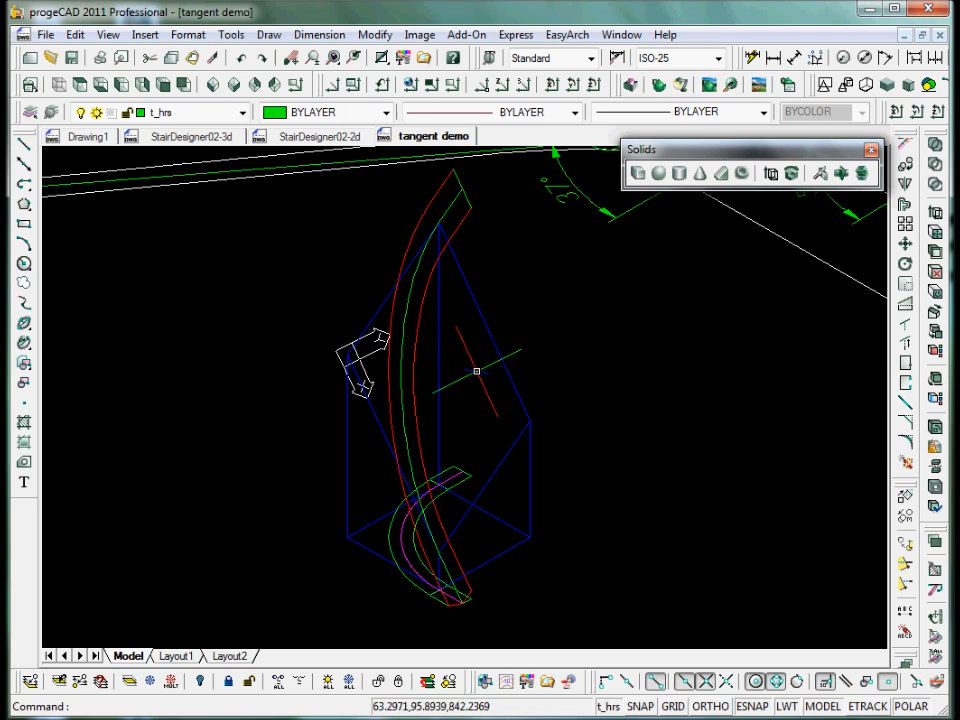 progeCAD 2011 Professional - [tangent demo]
File Edit View Insert Format Tools Draw Dimension Modify Image Add-On Express EasyArch Window Help
Standard ISO-25
t_hrs BYLAYER BYLAYER BYLAYER BYCOLOR
Drawing1 StairDesigner02-3d StairDesigner02-2d tangent demo
Solids
37°
Y
X
T
Model Layout1 Layout2
Command : 63.2971,95.8939,842.2369 t_hrs SNAP GRID ORTHO ESNAP LWT MODEL ETRACK POLAR